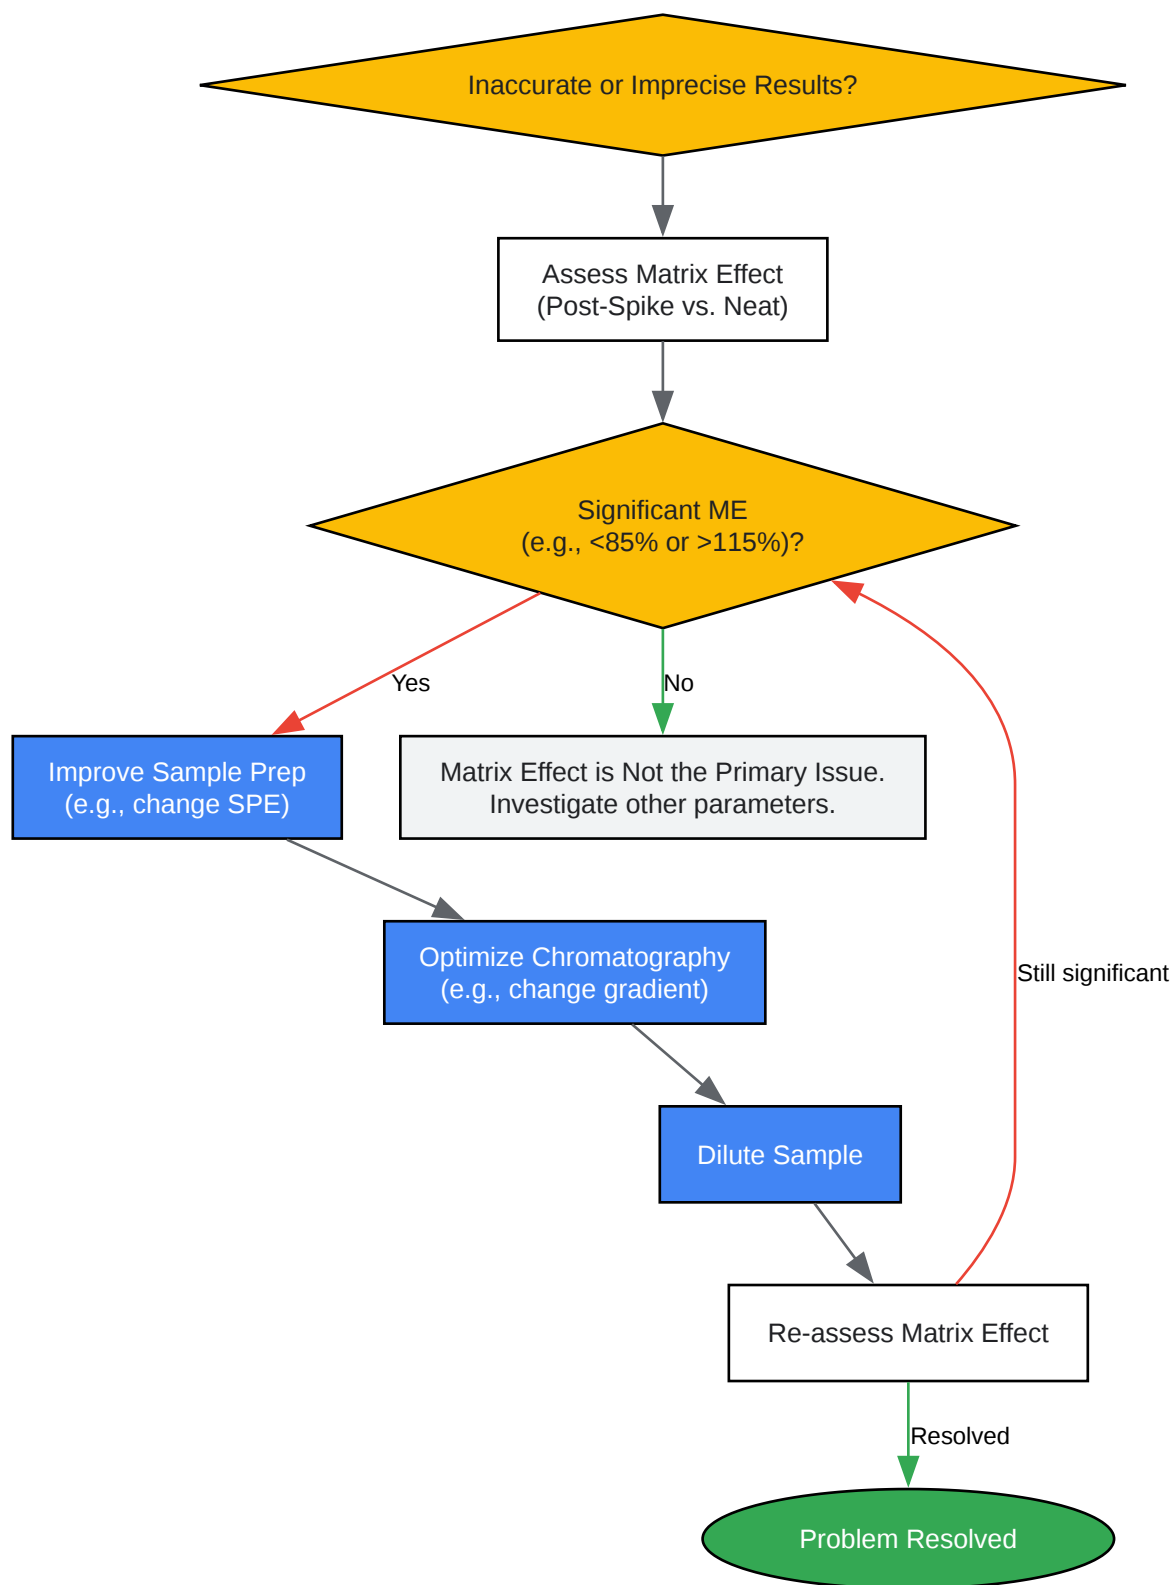 Inaccurate or Imprecise Results?
Assess Matrix Effect
(Post-Spike vs. Neat)
Significant ME
(e.g., <85% or >115%)?
Yes
No
Improve Sample Prep
(e.g., change SPE)
Matrix Effect is Not the Primary Issue.
Investigate other parameters.
Optimize Chromatography
(e.g., change gradient)
Still significant
Dilute Sample
Re-assess Matrix Effect
Resolved
Problem Resolved